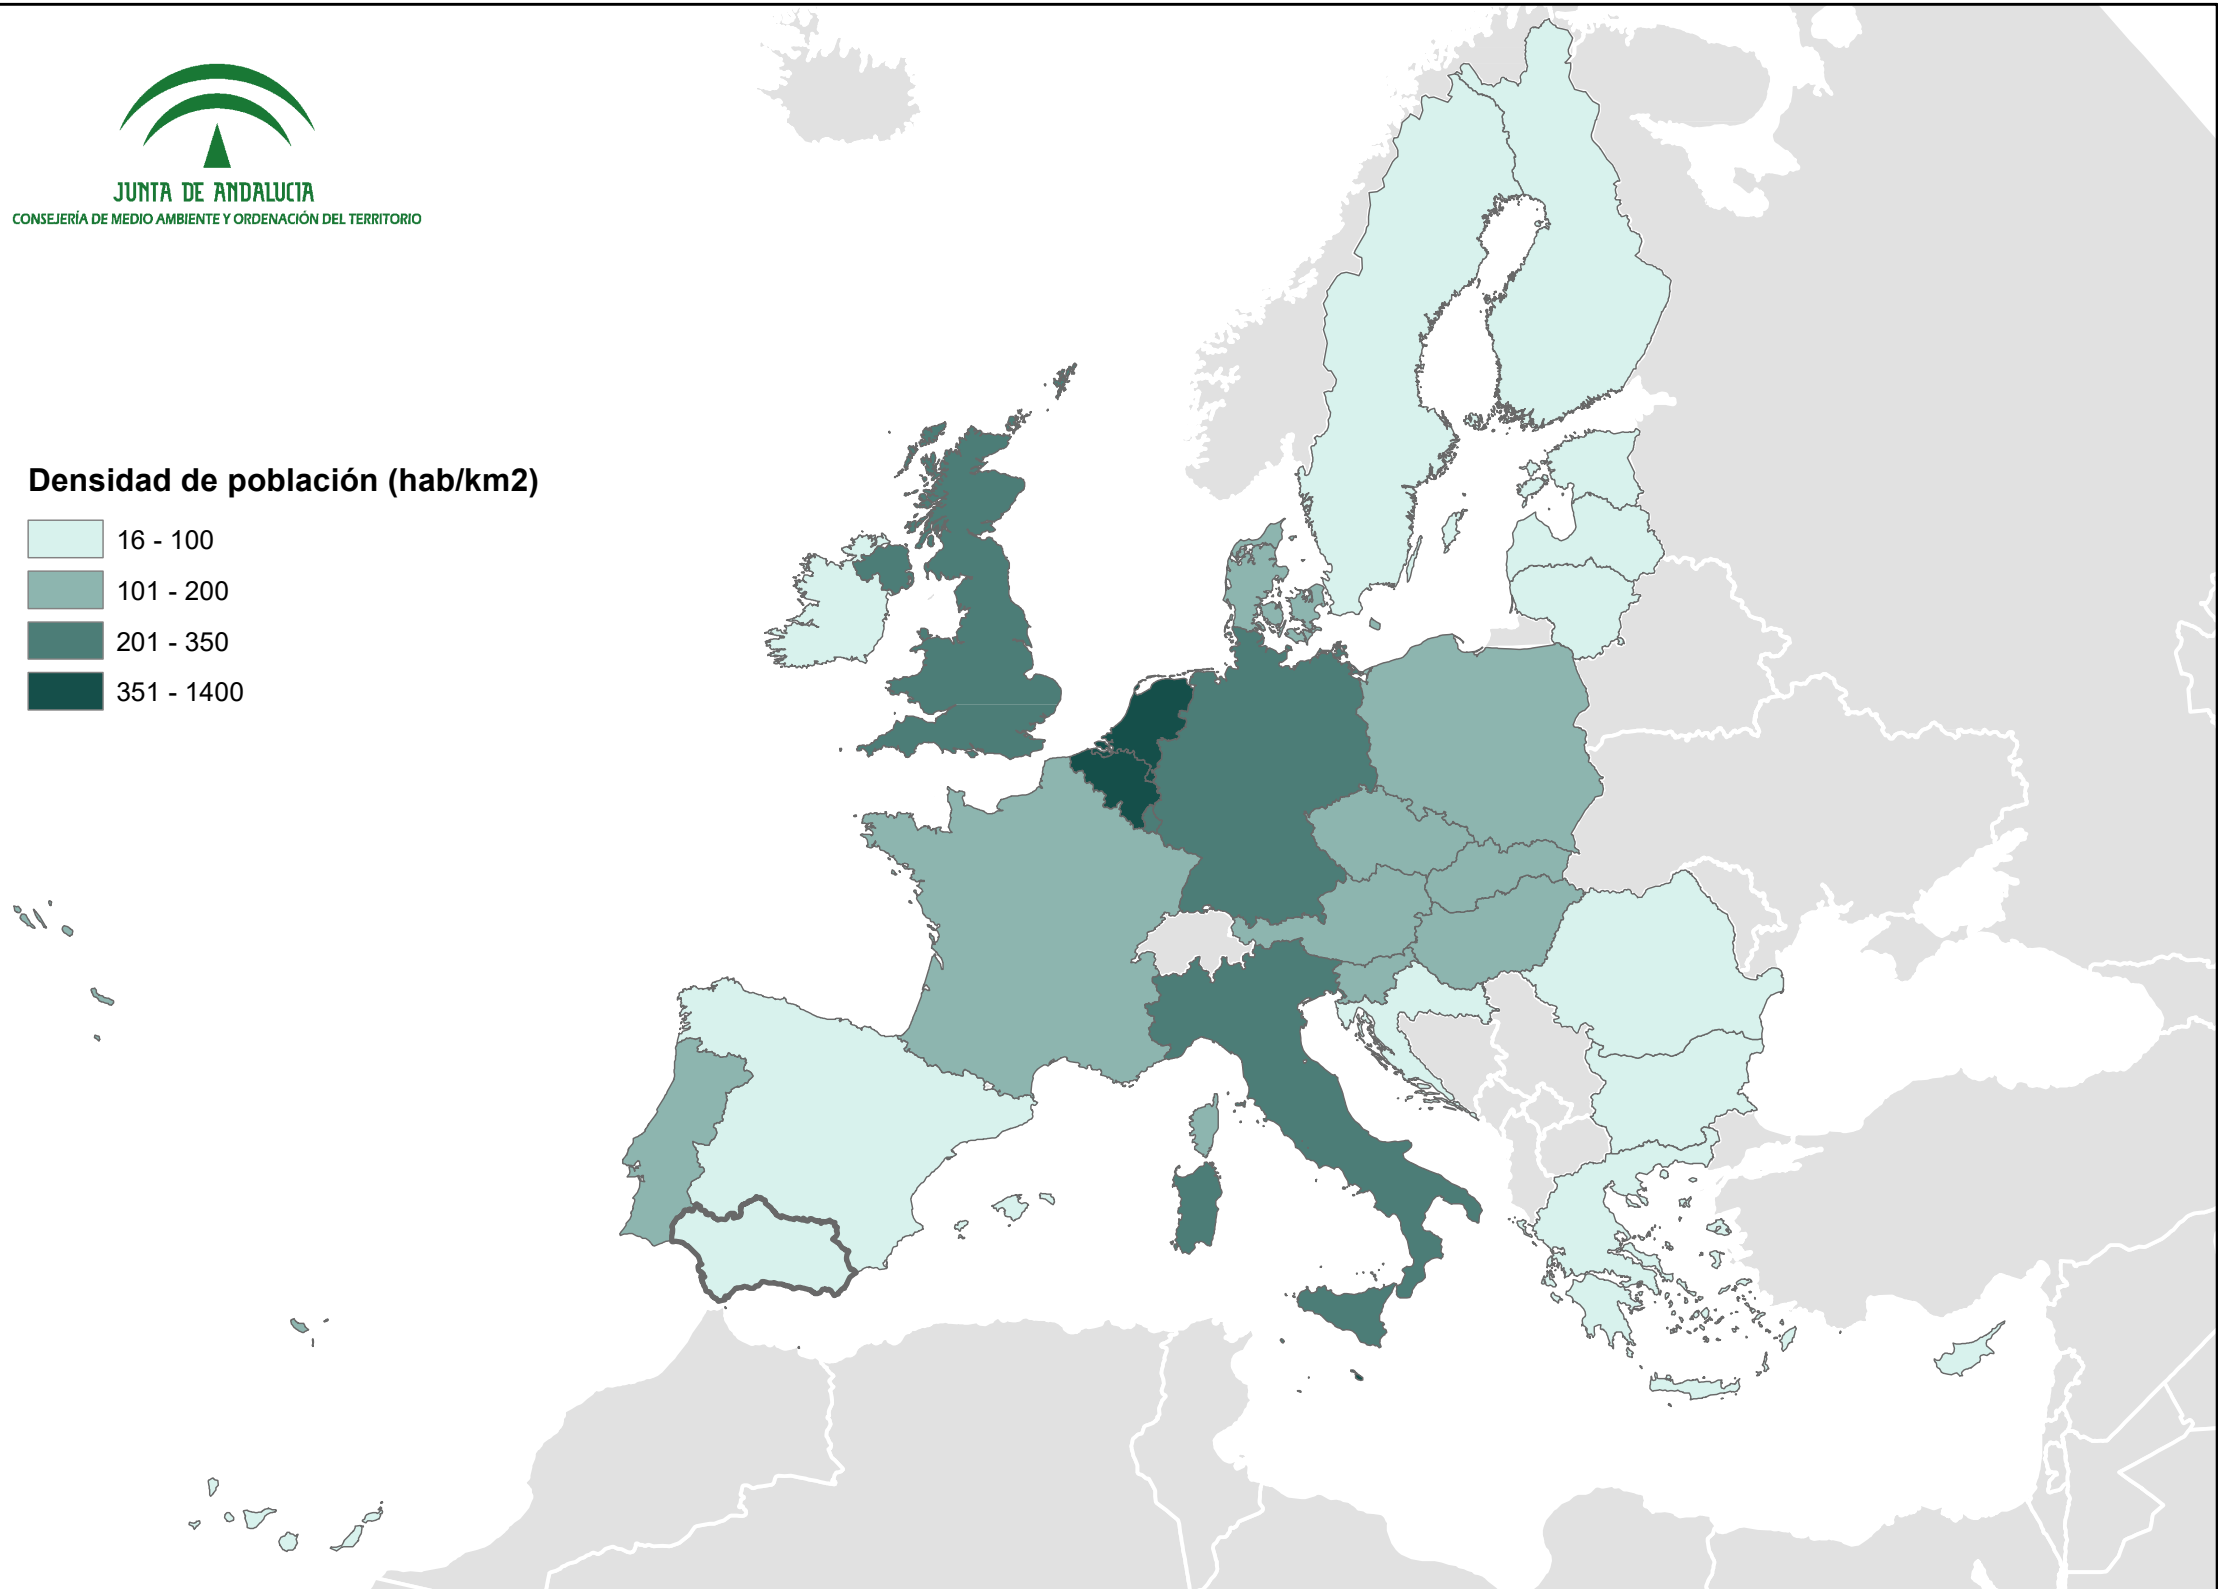 JUNTA DE ANDALUCIA
CONSEJERÍA DE MEDIO AMBIENTE Y ORDENACIÓN DEL TERRITORIO
Densidad de población (hab/km2)
16 - 100
101 - 200
201 - 350
351 - 1400